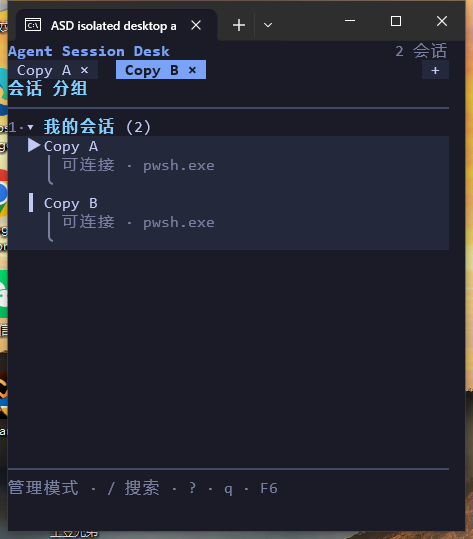 ASD isolated desktop a
Agent Session Desk 2 会话
Copy A × Copy B × +
会话 分组
1·▾ 我的会话 (2)
▶Copy A
可连接 · pwsh.exe
Copy B
可连接 · pwsh.exe
管理模式 · / 搜索 · ? · q · F6